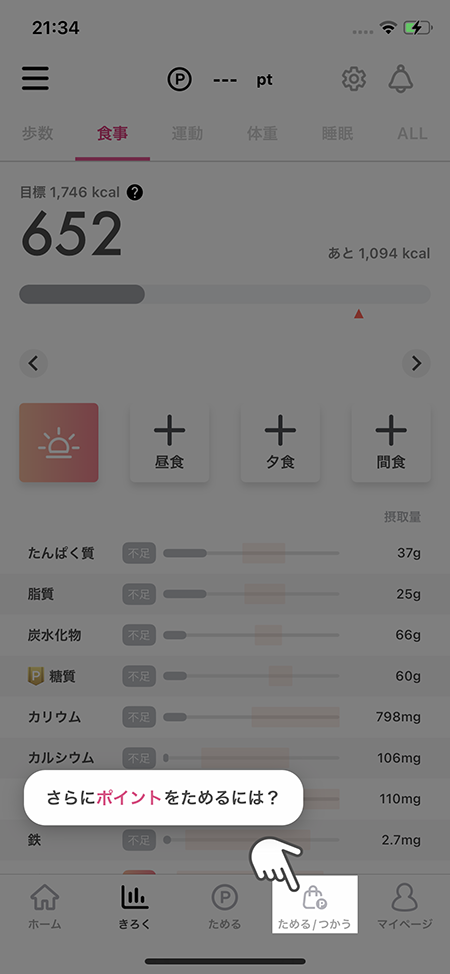 21:34
P --- pt
歩数 食事 運動 体重 睡眠 ALL
目標 1,746 kcal ?
652
あと 1,094 kcal
昼食 夕食 間食
摂取量
たんぱく質 不足 37g
脂質 不足 25g
炭水化物 不足 66g
P 糖質 不足 60g
カリウム 不足 798mg
カルシウム 不足 106mg
さらにポイントをためるには？ 110mg
鉄 不足 2.7mg
ホーム きろく P ためる P ためる/つかう マイページ